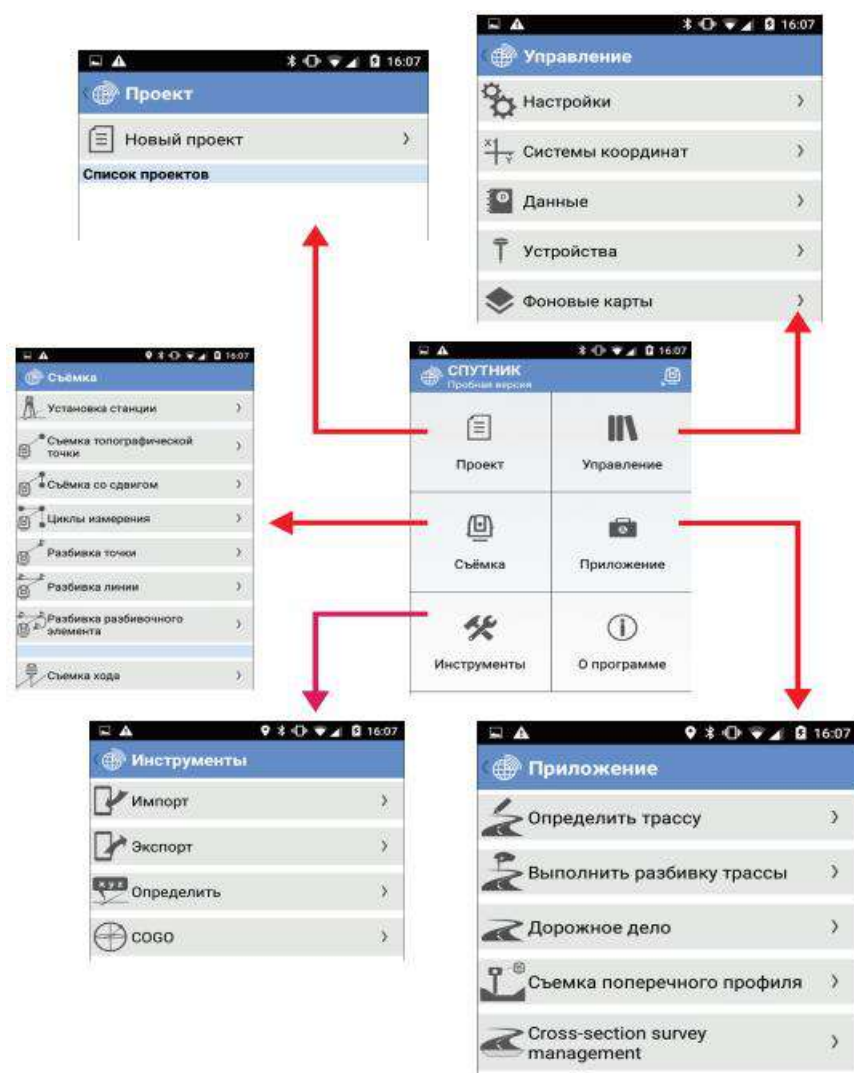 16:07
Проект
Новый проект
Список проектов
16:07
Управление
Настройки
Системы координат
Данные
Устройства
Фоновые карты
16:07
Съёмка
Установка станции
Съемка топографической
точки
Съёмка со сдвигом
Циклы измерения
Разбивка точки
Разбивка линии
Разбивка разбивочного
элемента
Съемка хода
16:07
СПУТНИК
Пробная версия
Проект
Управление
Съёмка
Приложение
Инструменты
О программе
16:07
Инструменты
Импорт
Экспорт
x y z
Определить
COGO
16:07
Приложение
Определить трассу
Выполнить разбивку трассы
Дорожное дело
Съемка поперечного профиля
Cross-section survey
management